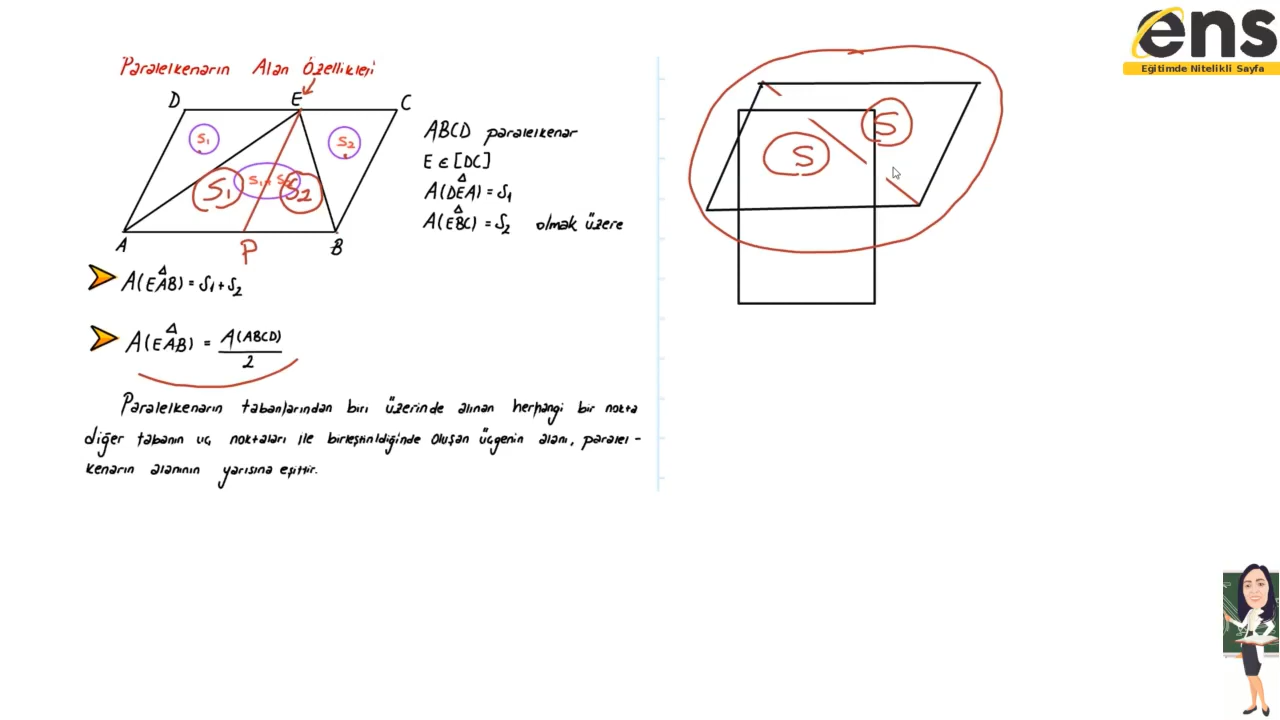 ens
Eğitimde Nitelikli Sayfa
Paralelkenarın Alan Özellikleri
D E C
S1 S2
S1 S1 + S2 S2
A P B
ABCD paralelkenar
E ∈ [DC]
A(DEA) = S1
A(EBC) = S2 olmak üzere
A(EAB) = S1 + S2
A(EAB) = A(ABCD) / 2
Paralelkenarın tabanlarından biri üzerinde alınan herhangi bir nokta
diğer tabanın uç noktaları ile birleştirildiğinde oluşan üçgenin alanı, paralel-
kenarın alanının yarısına eşittir.
S
S